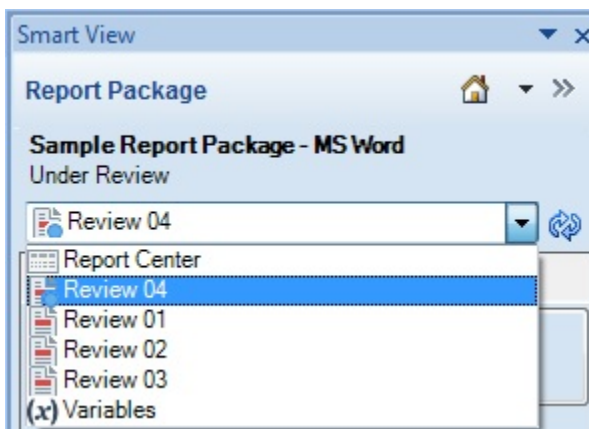 Smart View
Report Package
Sample Report Package - MS Word
Under Review
Review 04
Report Center
Review 04
Review 01
Review 02
Review 03
(x) Variables